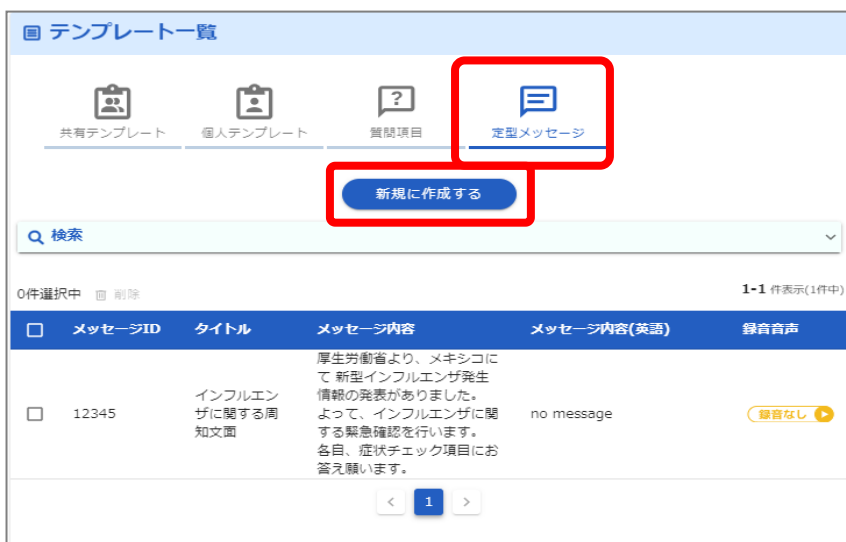 テンプレート一覧
共有テンプレート 個人テンプレート 質問項目 定型メッセージ
新規に作成する
検索
0件選択中 削除 1-1 件表示(1件中)
メッセージID タイトル メッセージ内容 メッセージ内容(英語) 録音音声
12345 インフルエンザに関する周知文面 厚生労働省より、メキシコに
て 新型インフルエンザ発生
情報の発表がありました。
よって、インフルエンザに関
する緊急確認を行います。
各自、症状チェック項目にお
答え願います。
no message 録音なし
1